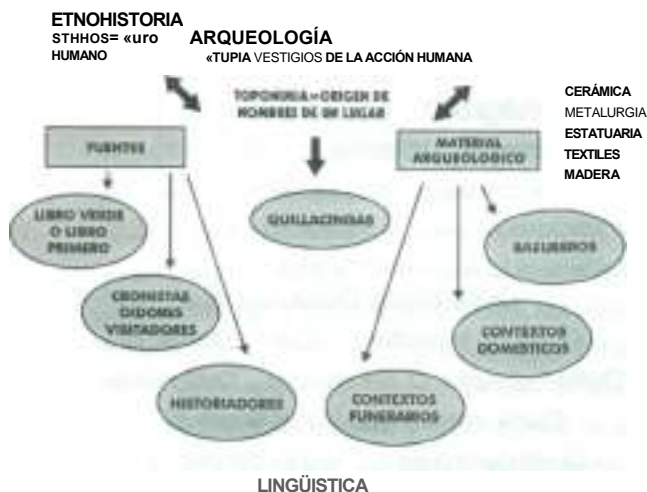 ETNOHISTORIA
STHHOS= «uro
HUMANO
ARQUEOLOGÍA
«TUPIA VESTIGIOS DE LA ACCIÓN HUMANA
TOPONIMIA=ORIGEN DE
NOMBRES DE UN LUGAR
CERÁMICA
METALURGIA
ESTATUARIA
TEXTILES
MADERA
FUENTES
MATERIAL
ARQUEOLOGICO
LIBRO VERDE
O LIBRO
PRIMERO
QUILLACINGAS
BASUREROS
CRONISTAS
OIDORES
VISITADORES
CONTEXTOS
DOMESTICOS
HISTORIADORES
CONTEXTOS
FUNERARIOS
LINGÜISTICA